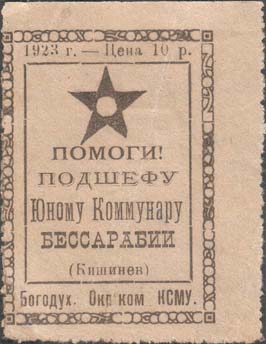 1923 г. — Цена 10 р.
ПОМОГИ!
ПОДШЕФУ
Юному Коммунару
БЕССАРАБИИ
(Кишинев)
Богодух. Окр'ком КСМУ.